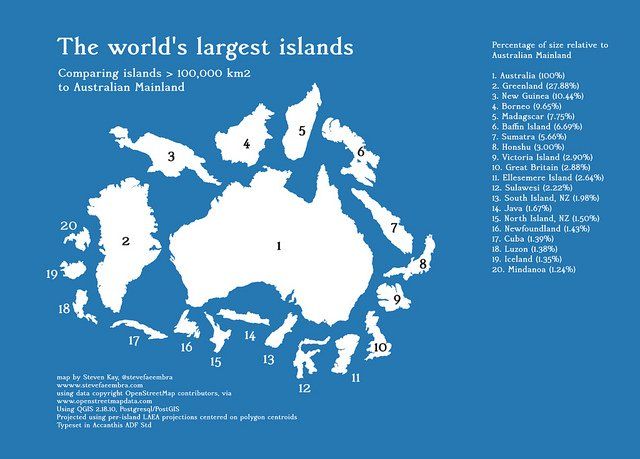 The world's largest islands
Comparing islands > 100,000 km2
to Australian Mainland
Percentage of size relative to
Australian Mainland
1. Australia (100%)
2. Greenland (27.88%)
3. New Guinea (10.44%)
4. Borneo (9.65%)
5. Madagascar (7.75%)
6. Baffin Island (6.69%)
7. Sumatra (5.66%)
8. Honshu (3.00%)
9. Victoria Island (2.90%)
10. Great Britain (2.88%)
11. Ellesemere Island (2.64%)
12. Sulawesi (2.22%)
13. South Island, NZ (1.98%)
14. Java (1.67%)
15. North Island, NZ (1.50%)
16. Newfoundland (1.43%)
17. Cuba (1.39%)
18. Luzon (1.38%)
19. Iceland (1.35%)
20. Mindanoa (1.24%)
5
4
3
6
20
2
1
7
19
8
9
18
17
16
15
14
13
10
12
11
map by Steven Kay, @stevefaeembra
wwww.stevefaeembra.com
using data copyright OpenStreetMap contributors, via
www.openstreetmapdata.com
Using QGIS 2.18.10, Postgresql/PostGIS
Projected using per-island LAEA projections centered on polygon centroids
Typeset in Accanthis ADF Std